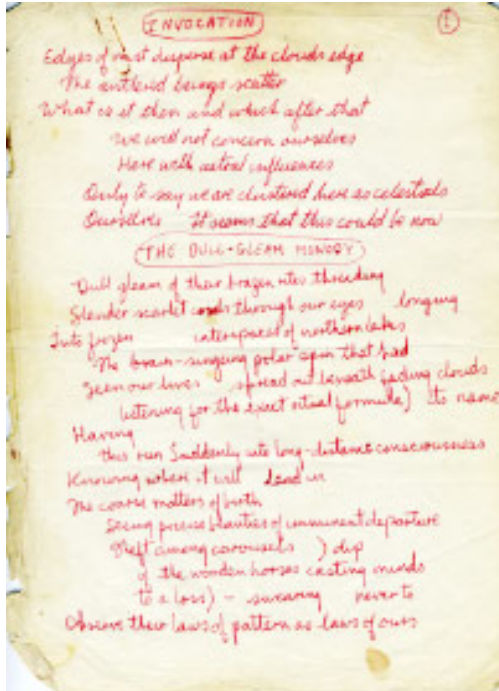 INVOCATION
1
Edges of mist disperse at the clouds edge
The antlered beings scatter
What is it then and which after that
We will not concern ourselves
Here with astral influences
Only to say we are clustered here as celestials
Ourselves It seems that this could be now
THE DULL-GLEAM MEMORY
Dull gleam of their brazen rites threading
Slender scarlet cords through our eyes longing
Into frozen interspaces of northern lakes
The brain-singing polar again that had
Seen our lives spread out beneath fading clouds
listening for the exact ritual formula) Its name
Having
thus run Suddenly into long-distance consciousness
Knowing where it will lead us
The coarse matters of birth
Seeing precise beauties of imminent departure
Theft among carousels ) dip
of the wooden horses casting minds
to a loss) – swearing never to
Observe their laws of pattern as laws of ours